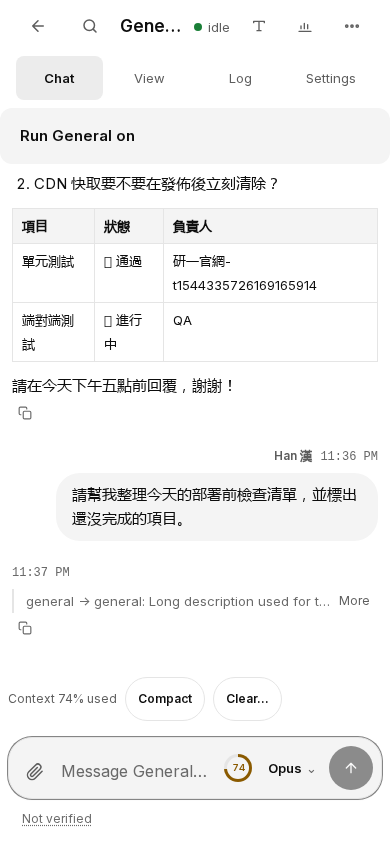 Gene... idle
Chat View Log Settings
Run General on
2. CDN 快取要不要在發佈後立刻清除？
項目 狀態 負責人
單元測試 通過 研一官網-
t1544335726169165914
端對端測 進行 QA
試 中
請在今天下午五點前回覆，謝謝！
Han 漢 11:36 PM
請幫我整理今天的部署前檢查清單，並標出
還沒完成的項目。
11:37 PM
general → general: Long description used for t... More
Context 74% used Compact Clear...
Message General... 74 Opus
Not verified